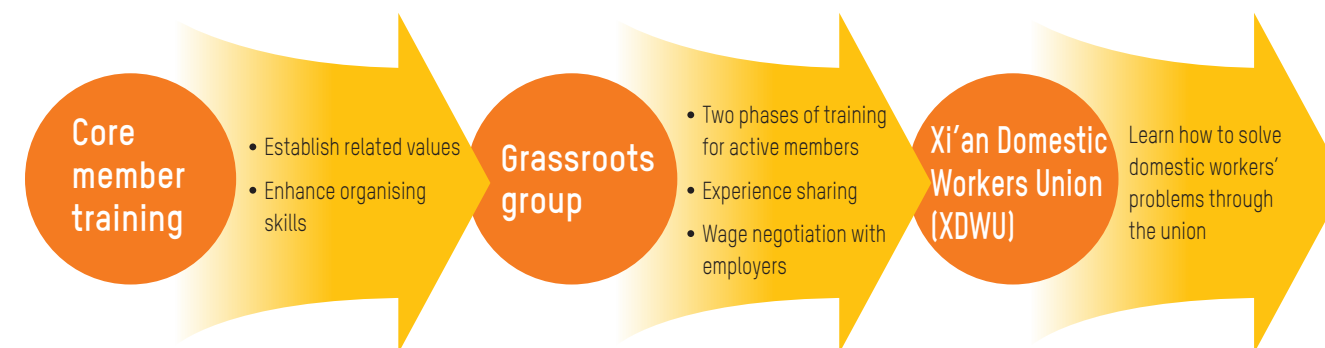 Core
member
training
• Establish related values
• Enhance organising
skills
Grassroots
group
• Two phases of training
for active members
• Experience sharing
• Wage negotiation with
employers
Xi’an Domestic
Workers Union
(XDWU)
Learn how to solve
domestic workers’
problems through
the union